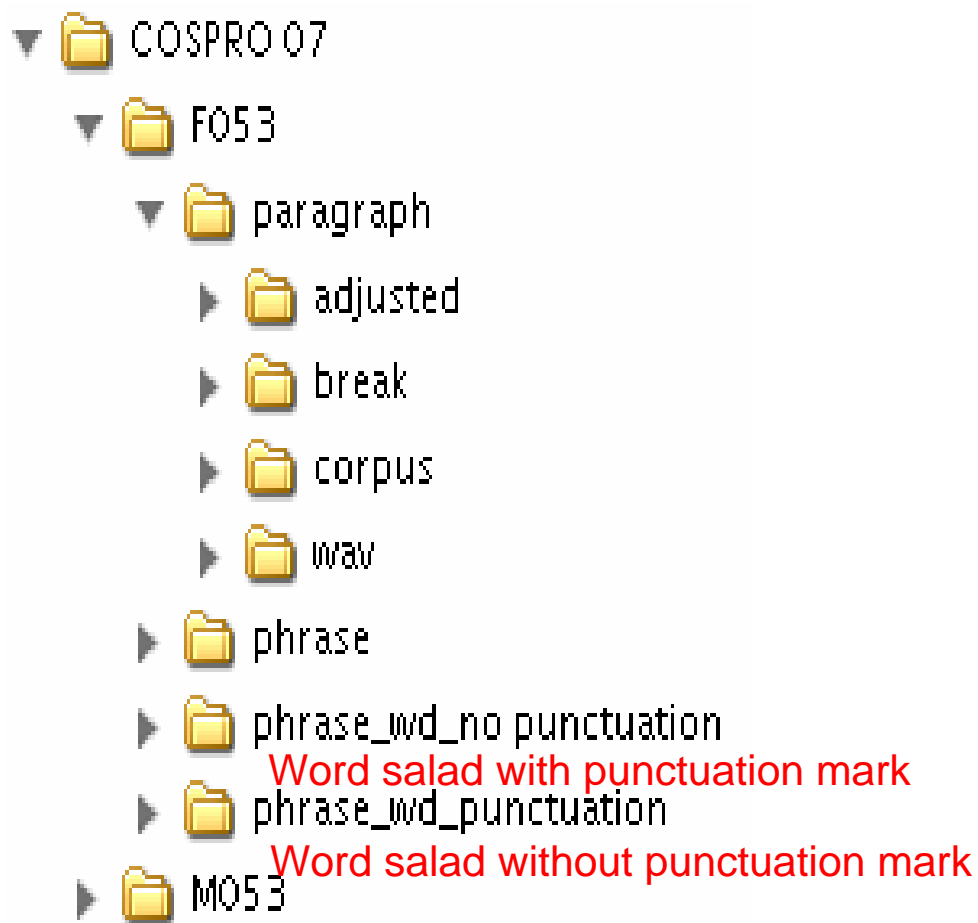 COSPRO 07
F053
paragraph
adjusted
break
corpus
wav
phrase
phrase_wd_no punctuation
Word salad with punctuation mark
phrase_wd_punctuation
Word salad without punctuation mark
M053